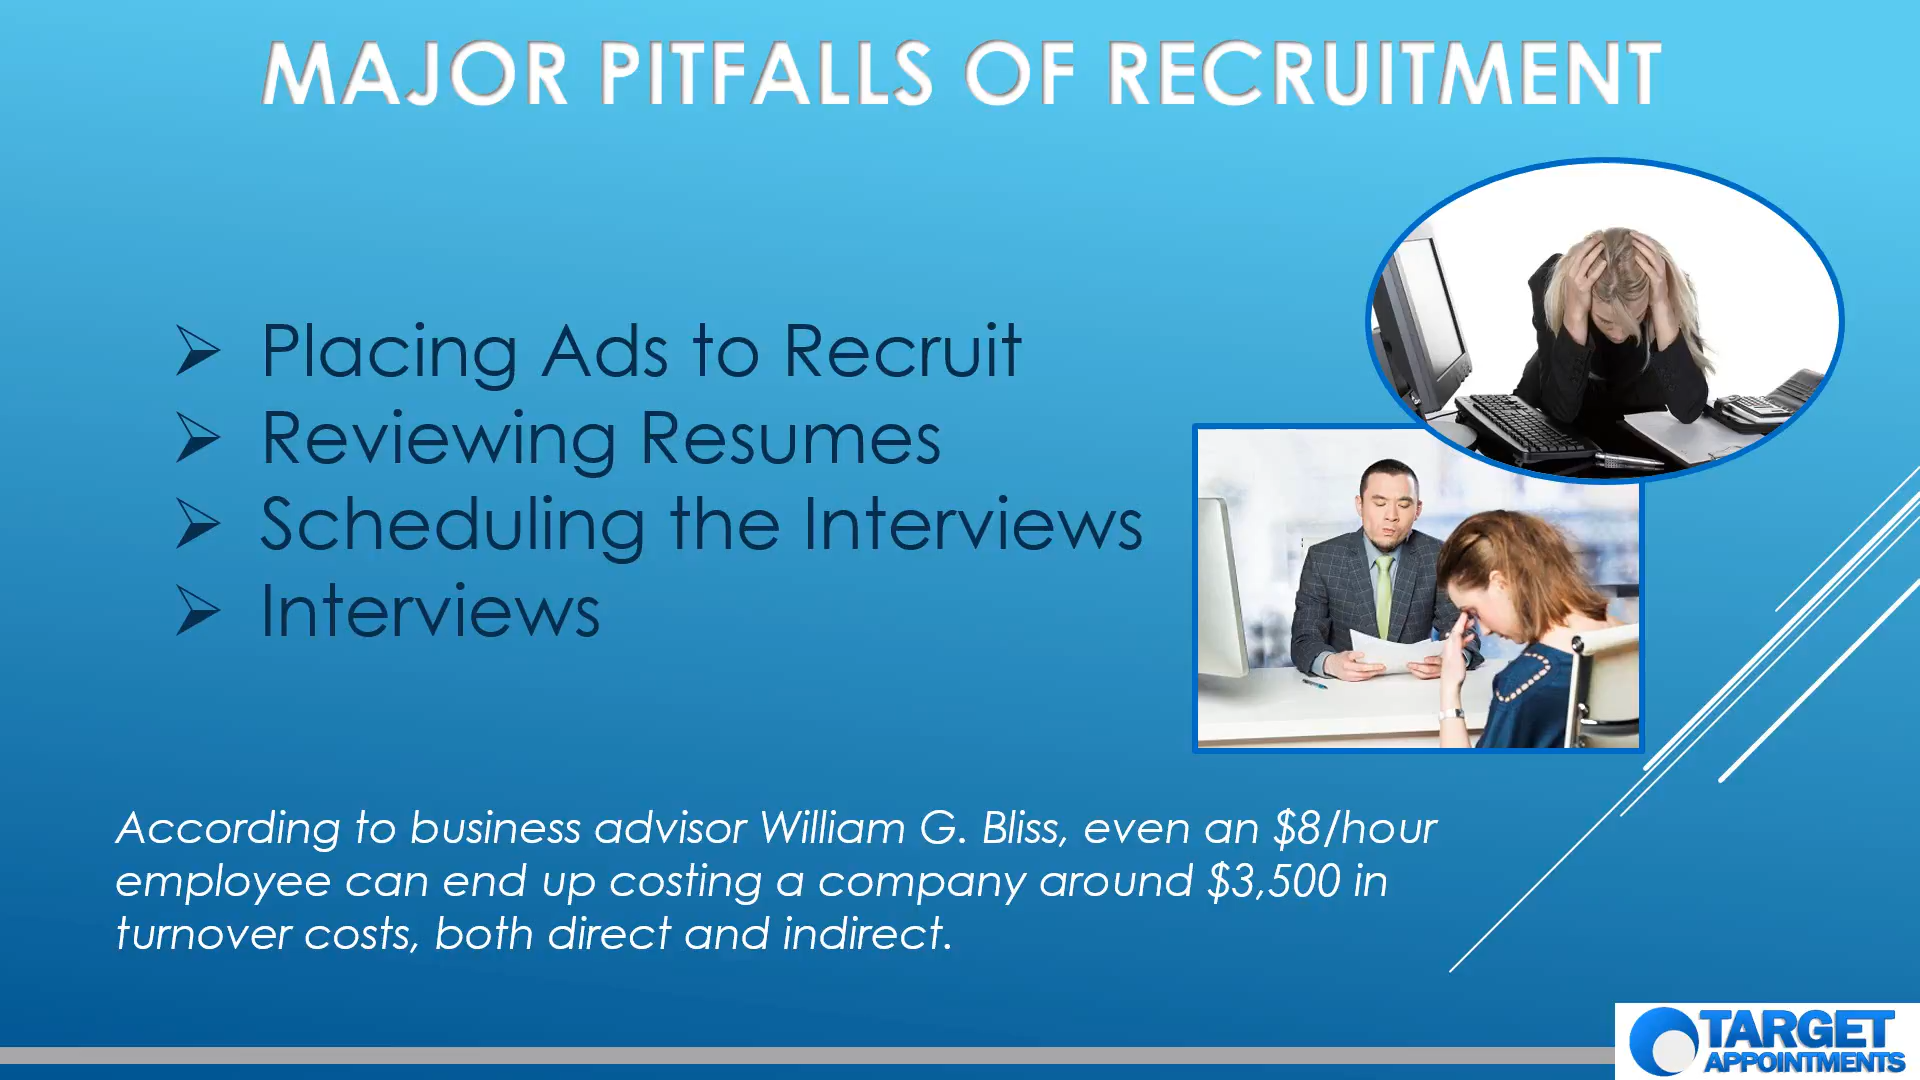 MAJOR PITFALLS OF RECRUITMENT
Placing Ads to Recruit
Reviewing Resumes
Scheduling the Interviews
Interviews
According to business advisor William G. Bliss, even an $8/hour
employee can end up costing a company around $3,500 in
turnover costs, both direct and indirect.
TARGET
APPOINTMENTS